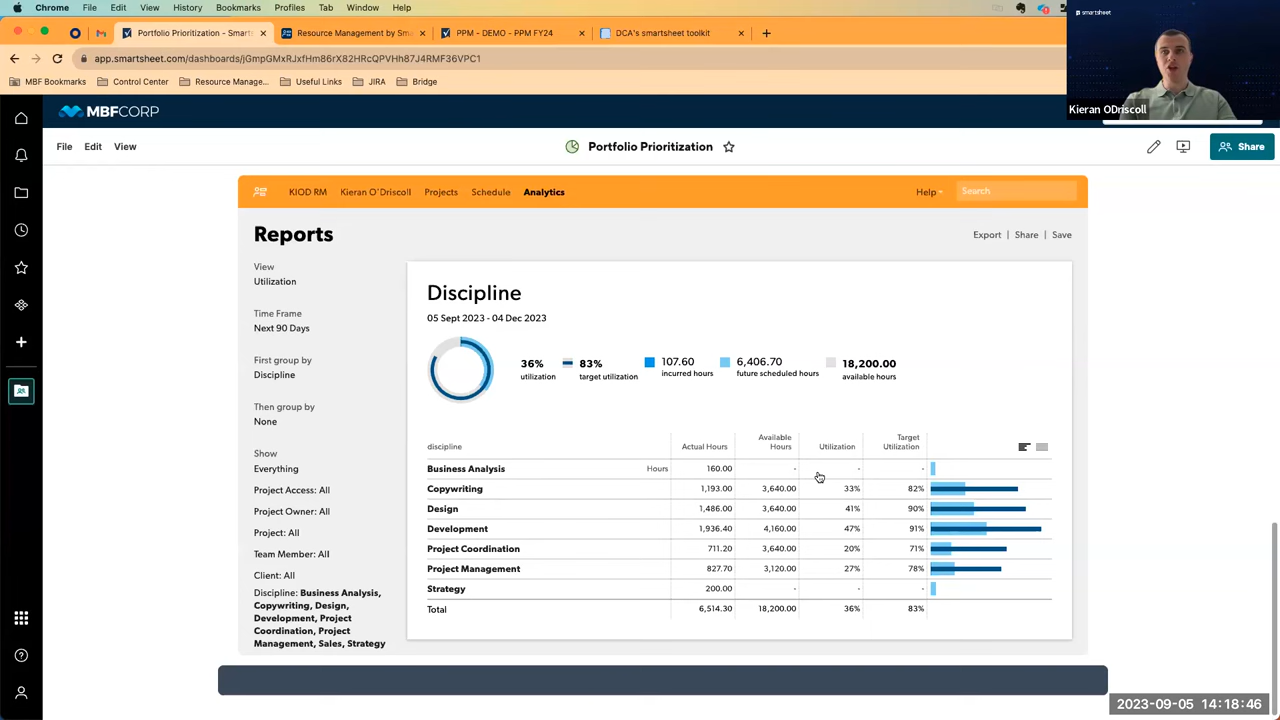 Chrome File Edit View History Bookmarks Profiles Tab Window Help
smartsheet
Portfolio Prioritization - Smarts × Resource Management by Sma × PPM - DEMO - PPM FY24 × DCA's smartsheet toolkit × +
app.smartsheet.com/dashboards/jGmpGMxRJxfHm86rX82HRcQPVHh87J4RMF36VPC1
MBF Bookmarks Control Center Resource Manage... Useful Links JIRA Bridge
Kieran ODriscoll
MBFCORP
File Edit View
Portfolio Prioritization
Share
KIOD RM Kieran O'Driscoll Projects Schedule Analytics Help Search
Reports
Export | Share | Save
View
Utilization
Time Frame
Next 90 Days
First group by
Discipline
Then group by
None
Show
Everything
Project Access: All
Project Owner: All
Project: All
Team Member: All
Client: All
Discipline: Business Analysis,
Copywriting, Design,
Development, Project
Coordination, Project
Management, Sales, Strategy
Discipline
05 Sept 2023 - 04 Dec 2023
36% 83% 107.60 6,406.70 18,200.00
utilization target utilization incurred hours future scheduled hours available hours
discipline Actual Hours Available Hours Utilization Target Utilization
Business Analysis Hours 160.00 - - -
Copywriting 1,193.00 3,640.00 33% 82%
Design 1,486.00 3,640.00 41% 90%
Development 1,936.40 4,160.00 47% 91%
Project Coordination 711.20 3,640.00 20% 71%
Project Management 827.70 3,120.00 27% 78%
Strategy 200.00 - - -
Total 6,514.30 18,200.00 36% 83%
2023-09-05 14:18:46